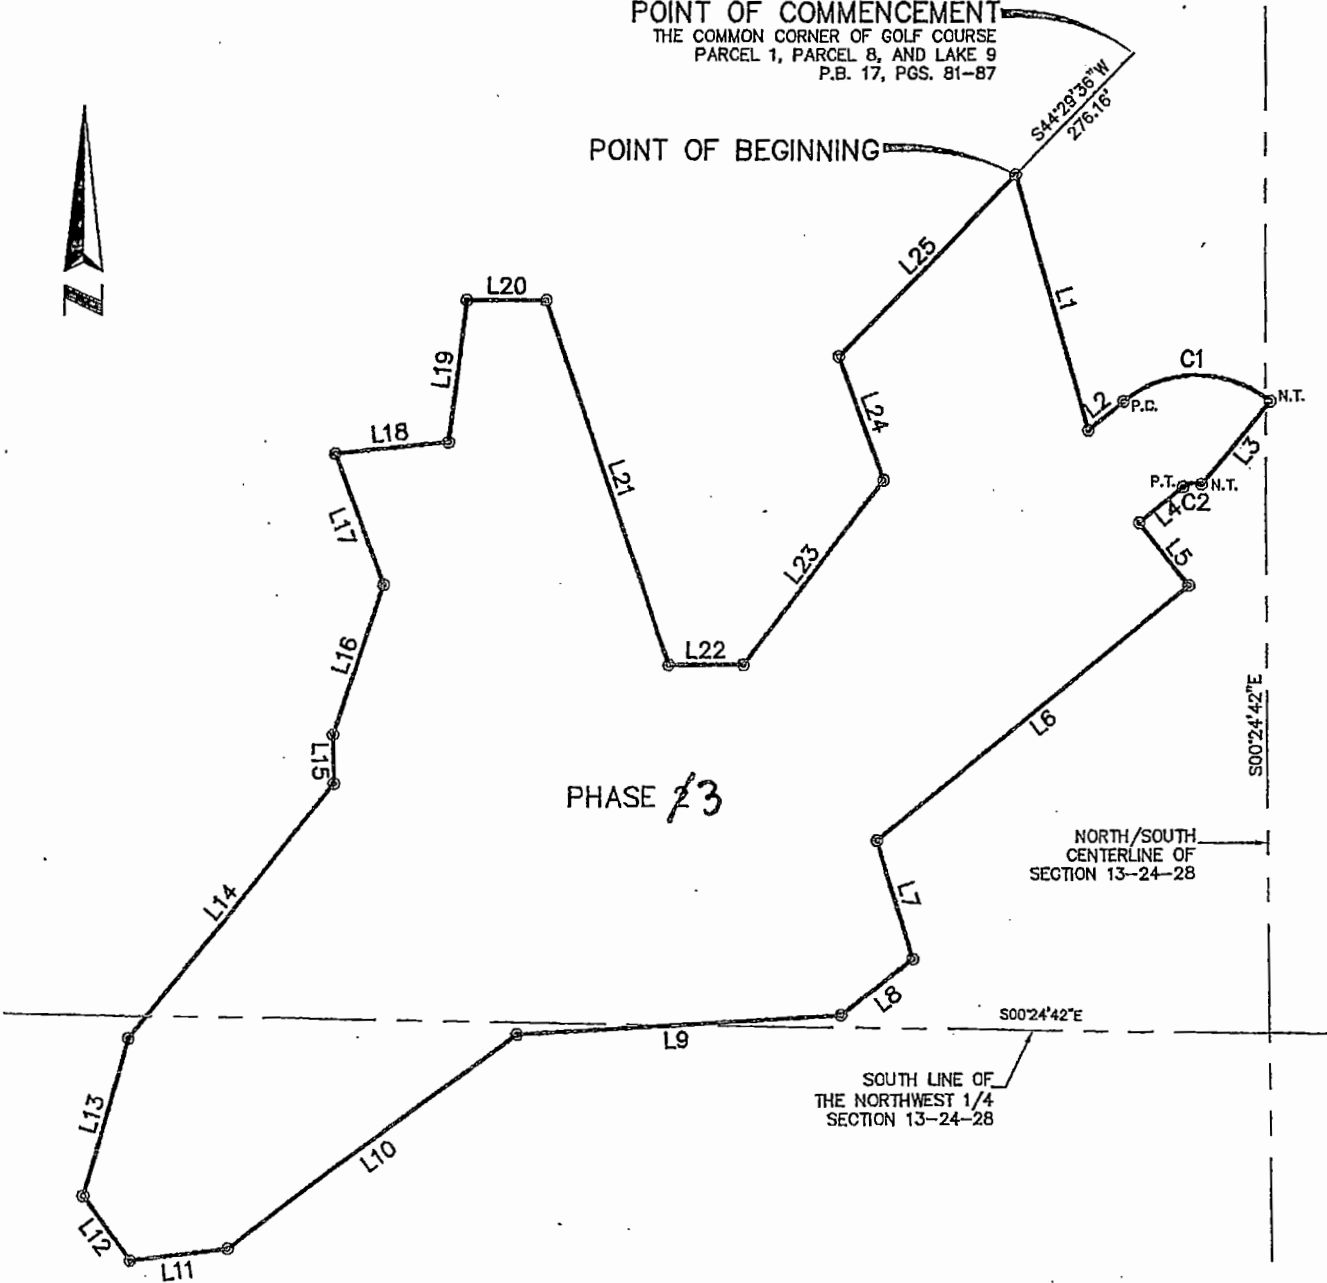 POINT OF COMMENCEMENT
THE COMMON CORNER OF GOLF COURSE
PARCEL 1, PARCEL 8, AND LAKE 9
P.B. 17, PGS. 81-87
S44°29'36"W
276.16'
POINT OF BEGINNING
L25
L20
L1
C1
L19
L2
P.C.
N.T.
L24
L18
L3
L21
P.T.
N.T.
L4
C2
L17
L5
L23
L16
L22
S00°24'42"E
L6
L15
PHASE 2 3
NORTH/SOUTH
CENTERLINE OF
SECTION 13-24-28
L14
L7
L8
S00°24'42"E
L9
SOUTH LINE OF
THE NORTHWEST 1/4
SECTION 13-24-28
L13
L10
L12
L11